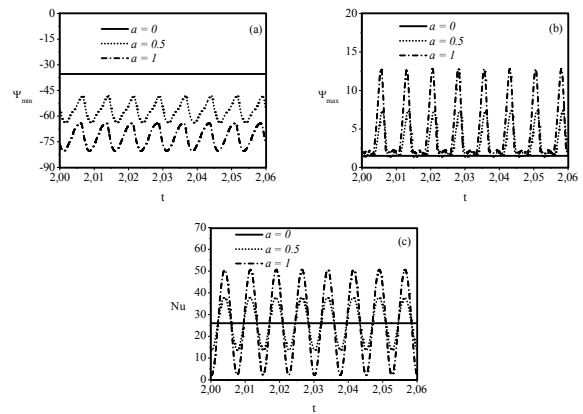 0
-15
-30
-45
-60
-75
-90
Ψmin
a = 0
a = 0.5
a = 1
(a)
2,00 2,01 2,02 2,03 2,04 2,05 2,06
t
20
15
10
5
0
Ψmax
a = 0
a = 0.5
a = 1
(b)
2,00 2,01 2,02 2,03 2,04 2,05 2,06
t
70
60
50
40
30
20
10
0
Nu
a = 0
a = 0.5
a = 1
(c)
2,00 2,01 2,02 2,03 2,04 2,05 2,06
t